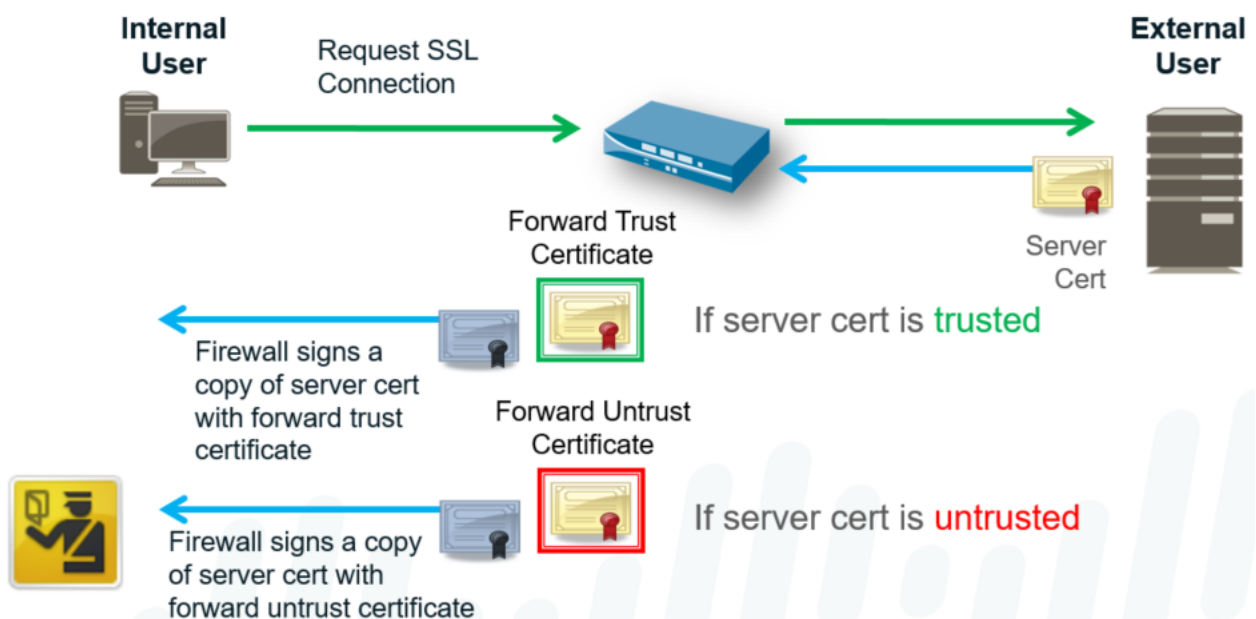 Internal
User
Request SSL
Connection
External
User
Server
Cert
Forward Trust
Certificate
If server cert is trusted
Firewall signs a
copy of server cert
with forward trust
certificate
Forward Untrust
Certificate
If server cert is untrusted
Firewall signs a copy
of server cert with
forward untrust certificate